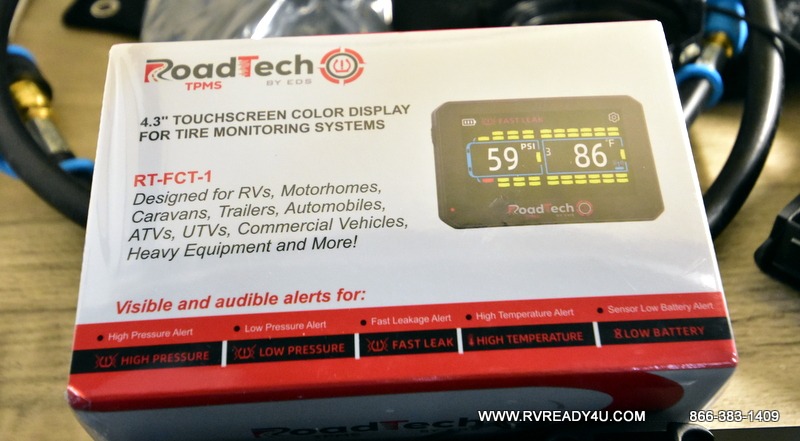 RoadTech
TPMS BY EOS
4.3" TOUCHSCREEN COLOR DISPLAY
FOR TIRE MONITORING SYSTEMS
FAST LEAK
59 PSI 3 86 °F
RoadTech
RT-FCT-1
Designed for RVs, Motorhomes,
Caravans, Trailers, Automobiles,
ATVs, UTVs, Commercial Vehicles,
Heavy Equipment and More!
Visible and audible alerts for:
• High Pressure Alert • Low Pressure Alert • Fast Leakage Alert • High Temperature Alert • Sensor Low Battery Alert
HIGH PRESSURE LOW PRESSURE FAST LEAK HIGH TEMPERATURE LOW BATTERY
RoadTech
WWW.RVREADY4U.COM 866-383-1409